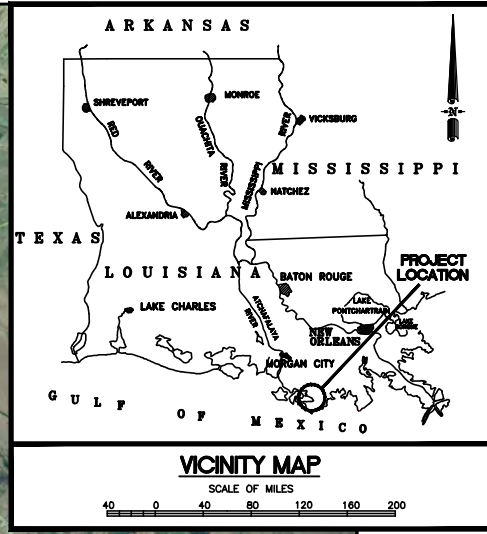 ARKANSAS
N
SHREVEPORT
MONROE
VICKSBURG
RED
RIVER
OUACHITA
RIVER
MISSISSIPPI
RIVER
MISSISSIPPI
NATCHEZ
ALEXANDRIA
TEXAS
LOUISIANA
BATON ROUGE
PROJECT
LOCATION
LAKE CHARLES
ATCHAFALAYA
RIVER
LAKE
PONTCHARTRAIN
LAKE
NEW
ORLEANS
MORGAN CITY
GULF OF MEXICO
VICINITY MAP
SCALE OF MILES
40 0 40 80 120 200